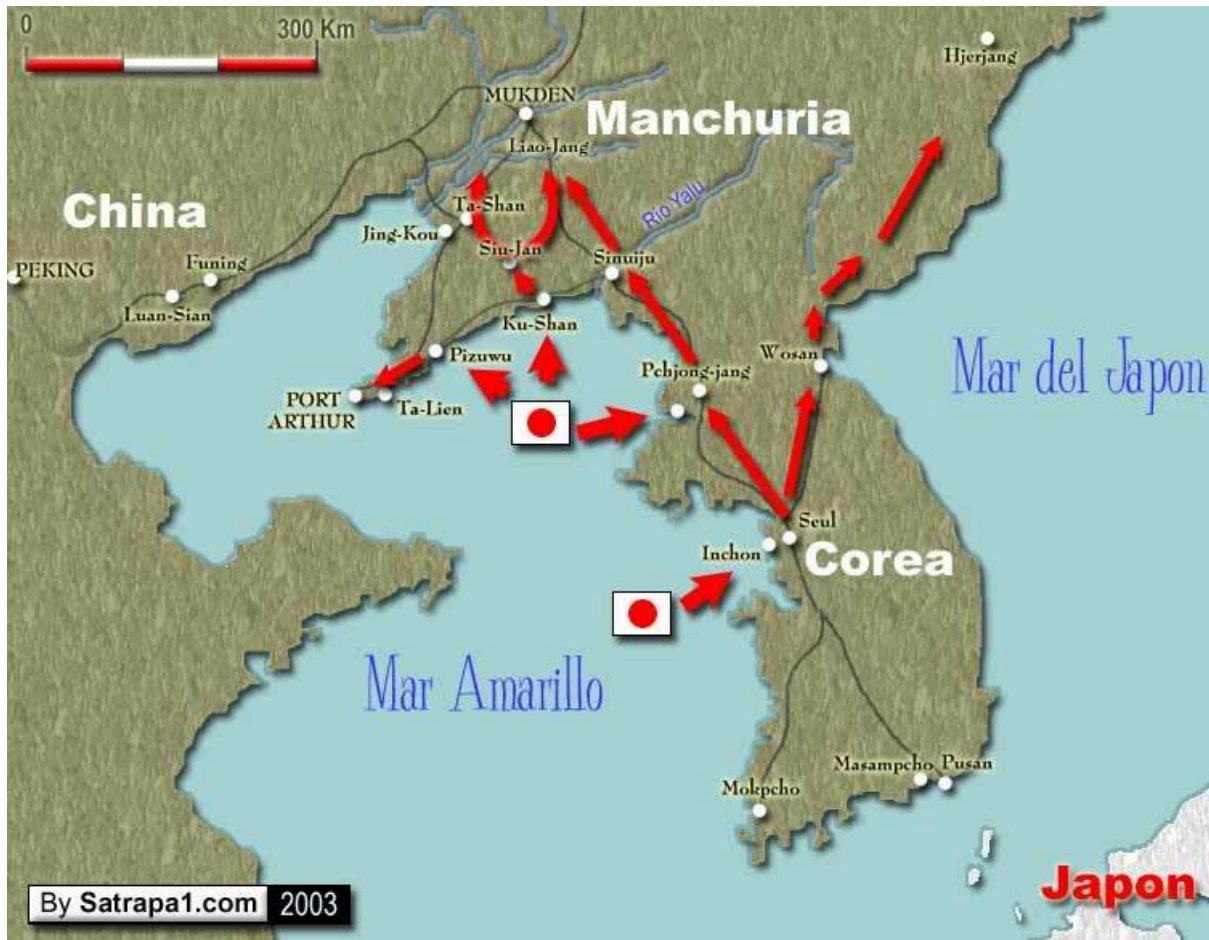 0
300 Km
Hjerjang
MUKDEN
Manchuria
Liao-Jang
China
Ta-Shan
Rio Yalu
Jing-Kou
Siu-Jan
PEKING
Funing
Sinuiju
Luan-Sian
Ku-Shan
Pizuwu
Wosan
Mar del Japon
Pchjong-jang
PORT
ARTHUR
Ta-Lien
Seul
Inchon
Corea
Mar Amarillo
Masampcho
Pusan
Mokpcho
Japon
By Satrapa1.com 2003